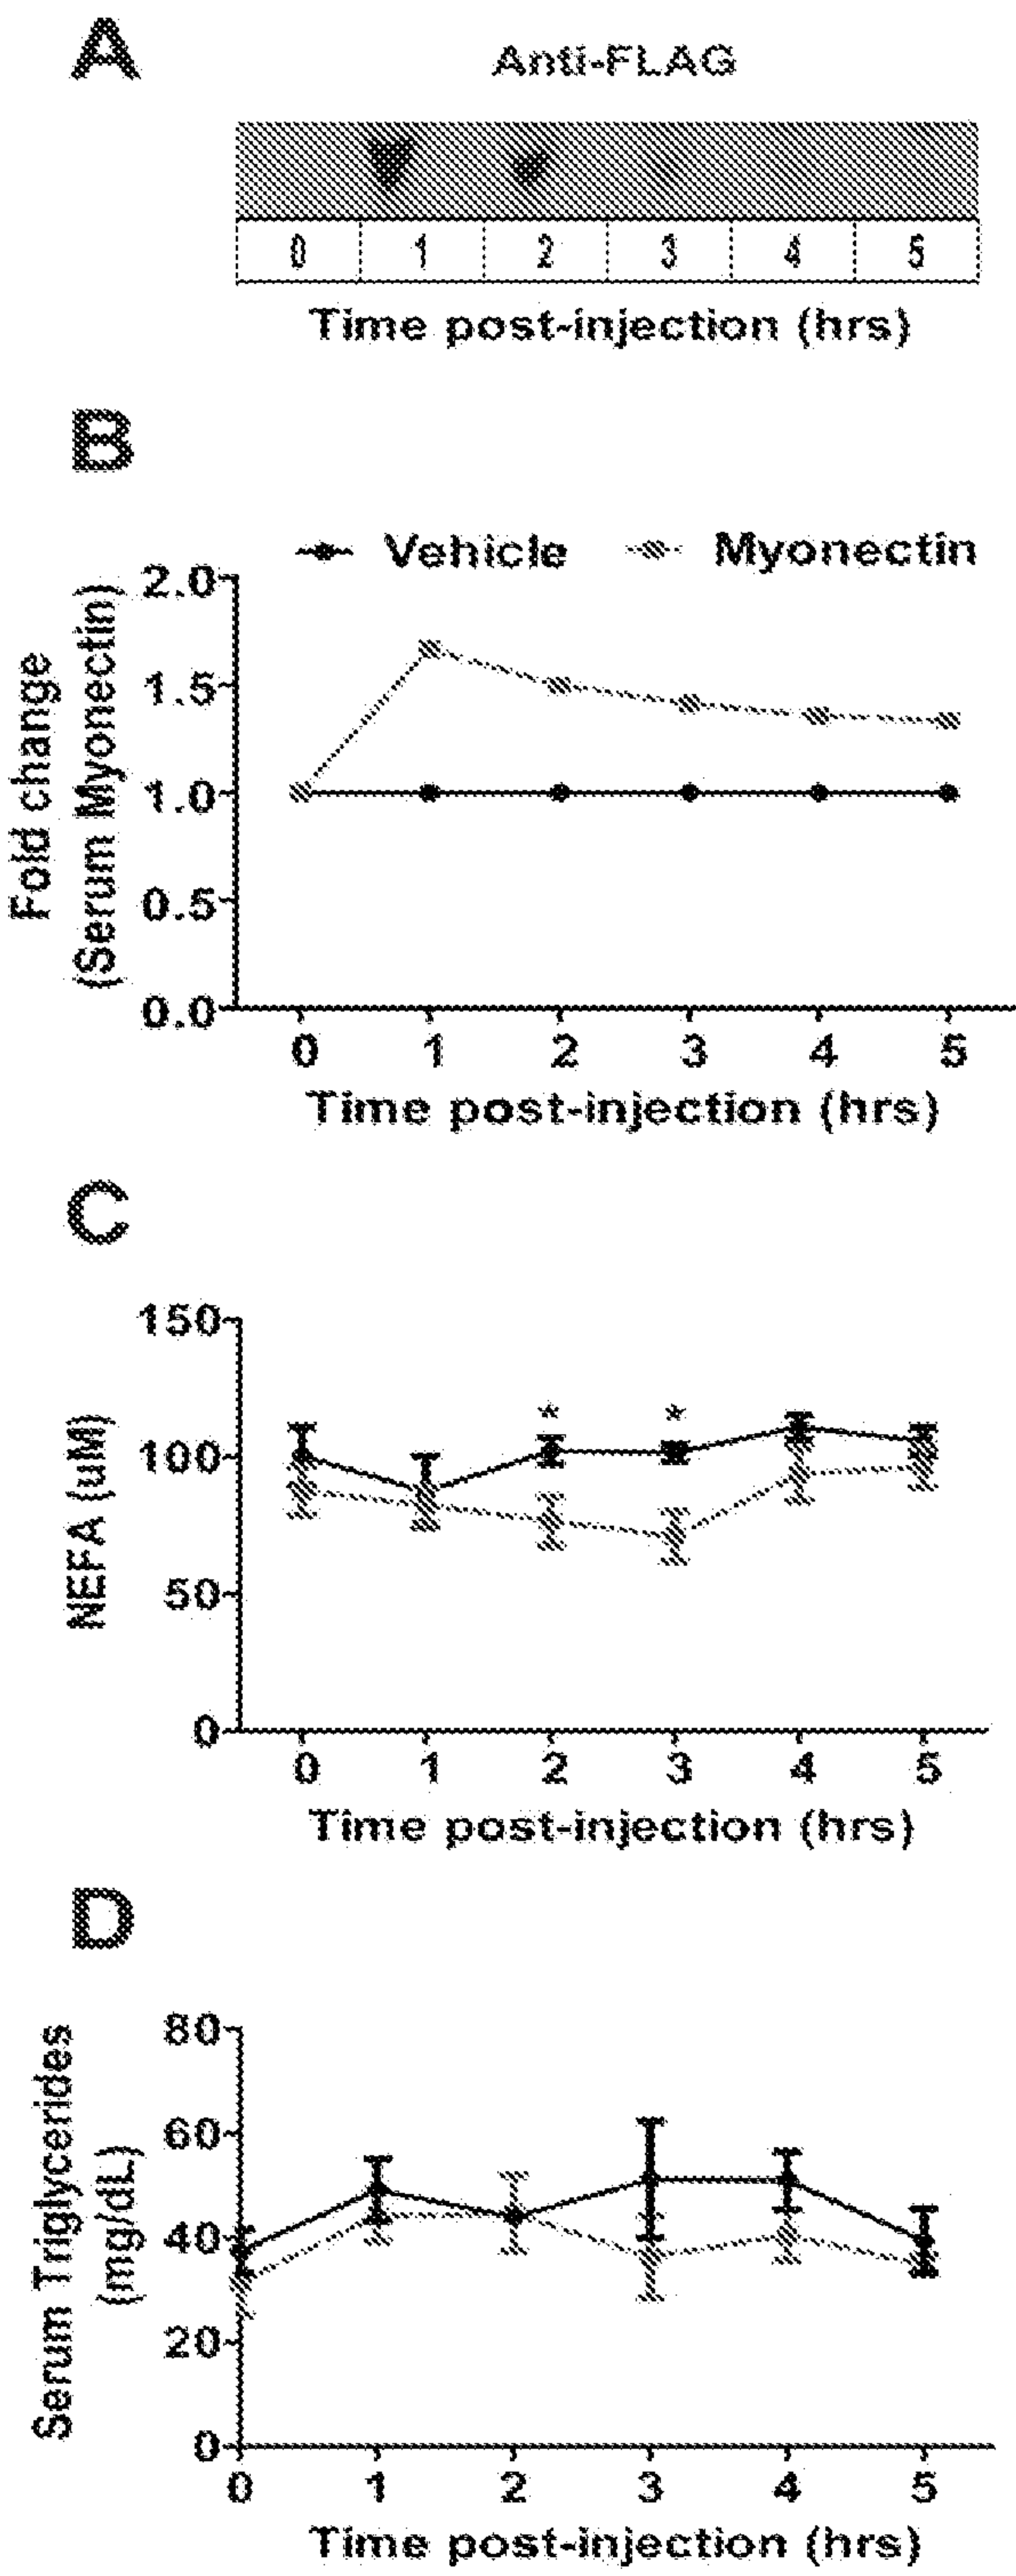 A
Anti-FLAG
0 1 2 3 4 5
Time post-injection (hrs)
B
Vehicle Myonectin
Fold change
(Serum Myonectin)
2.0
1.5
1.0
0.5
0.0
0 1 2 3 4 5
Time post-injection (hrs)
C
NEFA (uM)
150
100
50
0
* *
0 1 2 3 4 5
Time post-injection (hrs)
D
Serum Triglycerides
(mg/dL)
80
60
40
20
0
0 1 2 3 4 5
Time post-injection (hrs)